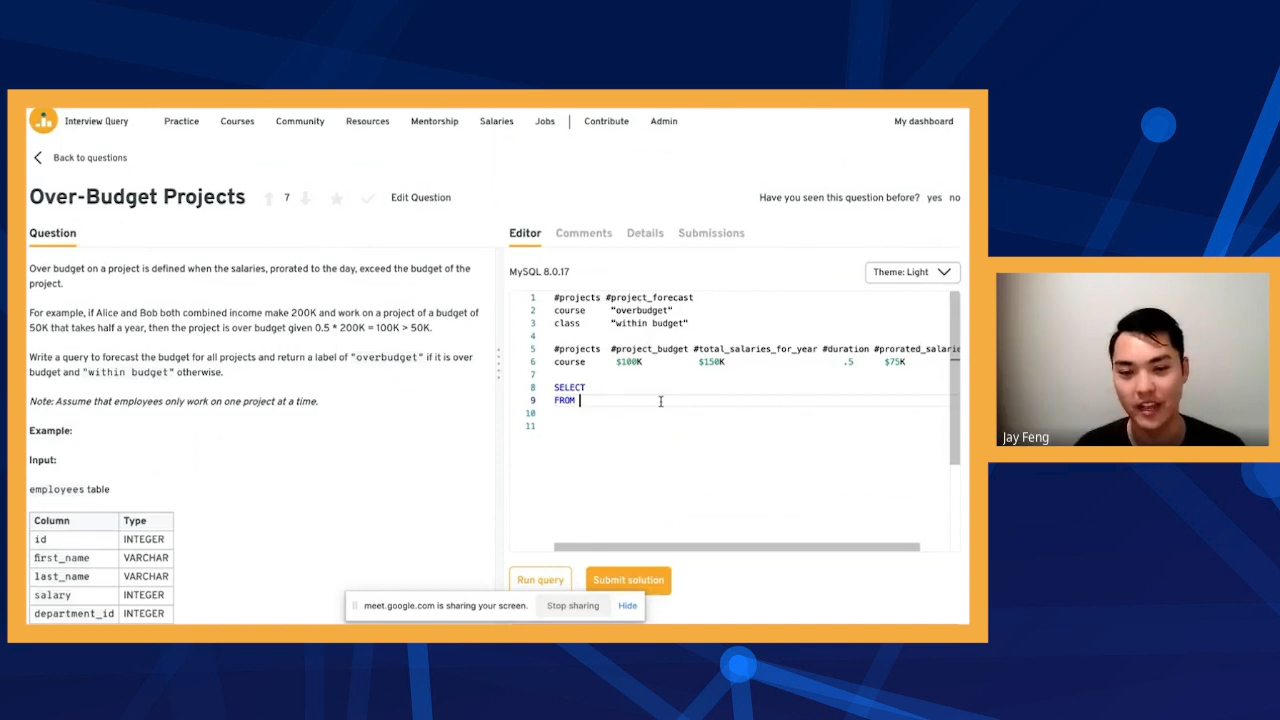 Interview Query Practice Courses Community Resources Mentorship Salaries Jobs Contribute Admin My dashboard
Back to questions
Over-Budget Projects 7 Edit Question Have you seen this question before? yes no
Question
Over budget on a project is defined when the salaries, prorated to the day, exceed the budget of the
project.
For example, if Alice and Bob both combined income make 200K and work on a project of a budget of
50K that takes half a year, then the project is over budget given 0.5 * 200K = 100K > 50K.
Write a query to forecast the budget for all projects and return a label of "overbudget" if it is over
budget and "within budget" otherwise.
Note: Assume that employees only work on one project at a time.
Example:
Input:
employees table
Column Type
id INTEGER
first_name VARCHAR
last_name VARCHAR
salary INTEGER
department_id INTEGER
Editor Comments Details Submissions
MySQL 8.0.17 Theme: Light
1 #projects #project_forecast
2 course "overbudget"
3 class "within budget"
4
5 #projects #project_budget #total_salaries_for_year #duration #prorated_salarie
6 course $100K $150K .5 $75K
7
8 SELECT
9 FROM
10
11
Run query Submit solution
meet.google.com is sharing your screen. Stop sharing Hide
Jay Feng